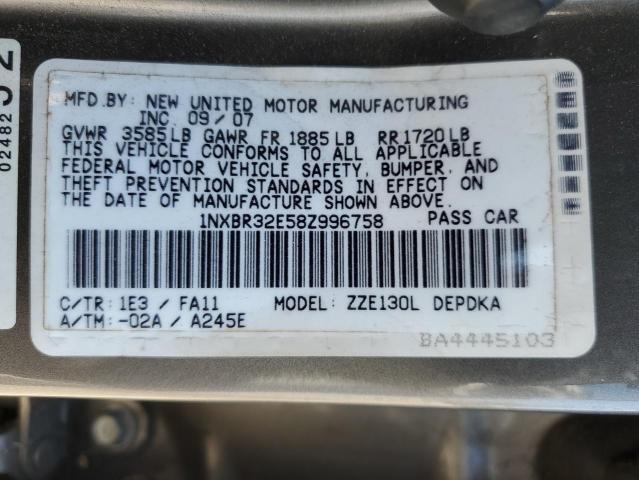 MFD.BY: NEW UNITED MOTOR MANUFACTURING
INC 09/07
GVWR 3585LB GAWR FR 1885LB RR1720LB
THIS VEHICLE CONFORMS TO ALL APPLICABLE
FEDERAL MOTOR VEHICLE SAFETY, BUMPER, AND
THEFT PREVENTION STANDARDS IN EFFECT ON
THE DATE OF MANUFACTURE SHOWN ABOVE.
1NXBR32E58Z996758 PASS CAR
C/TR: 1E3 / FA11 MODEL: ZZE130L DEPDKA
A/TM: -02A / A245E
BA4445103
02482